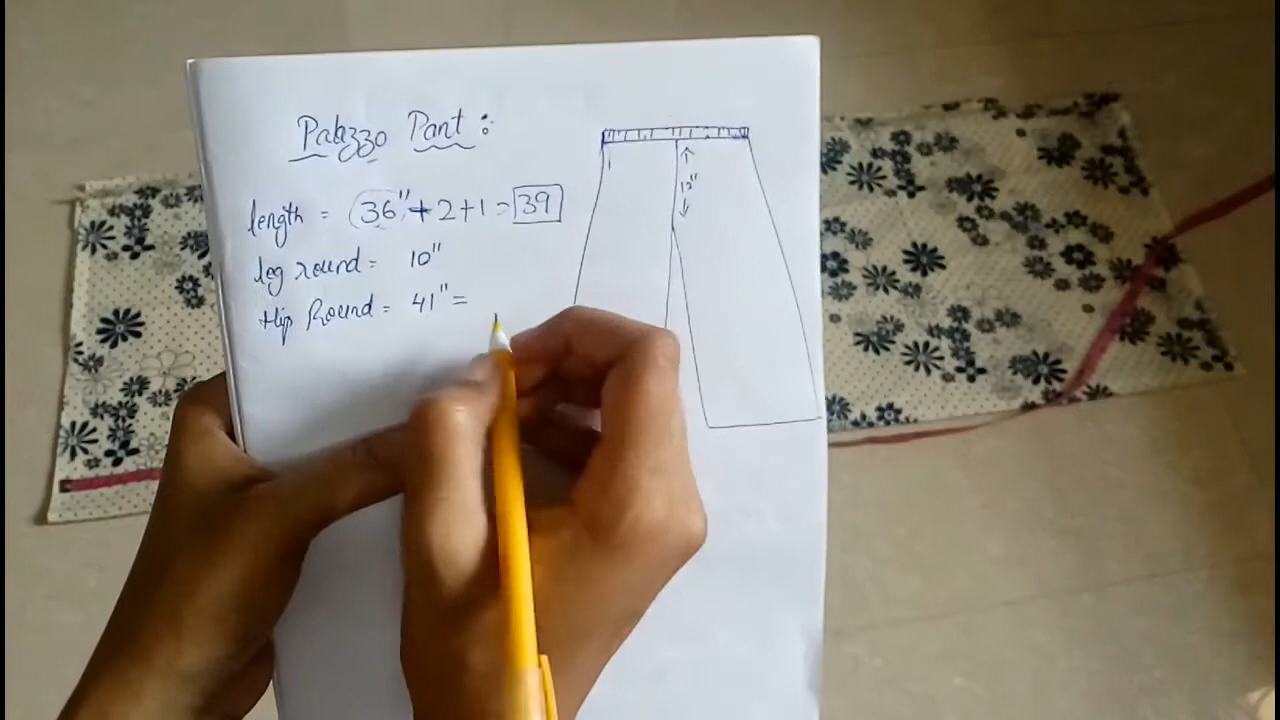 Palazzo Pant :
length = 36"+2+1=39
leg round = 10"
Hip Round = 41" =
12"